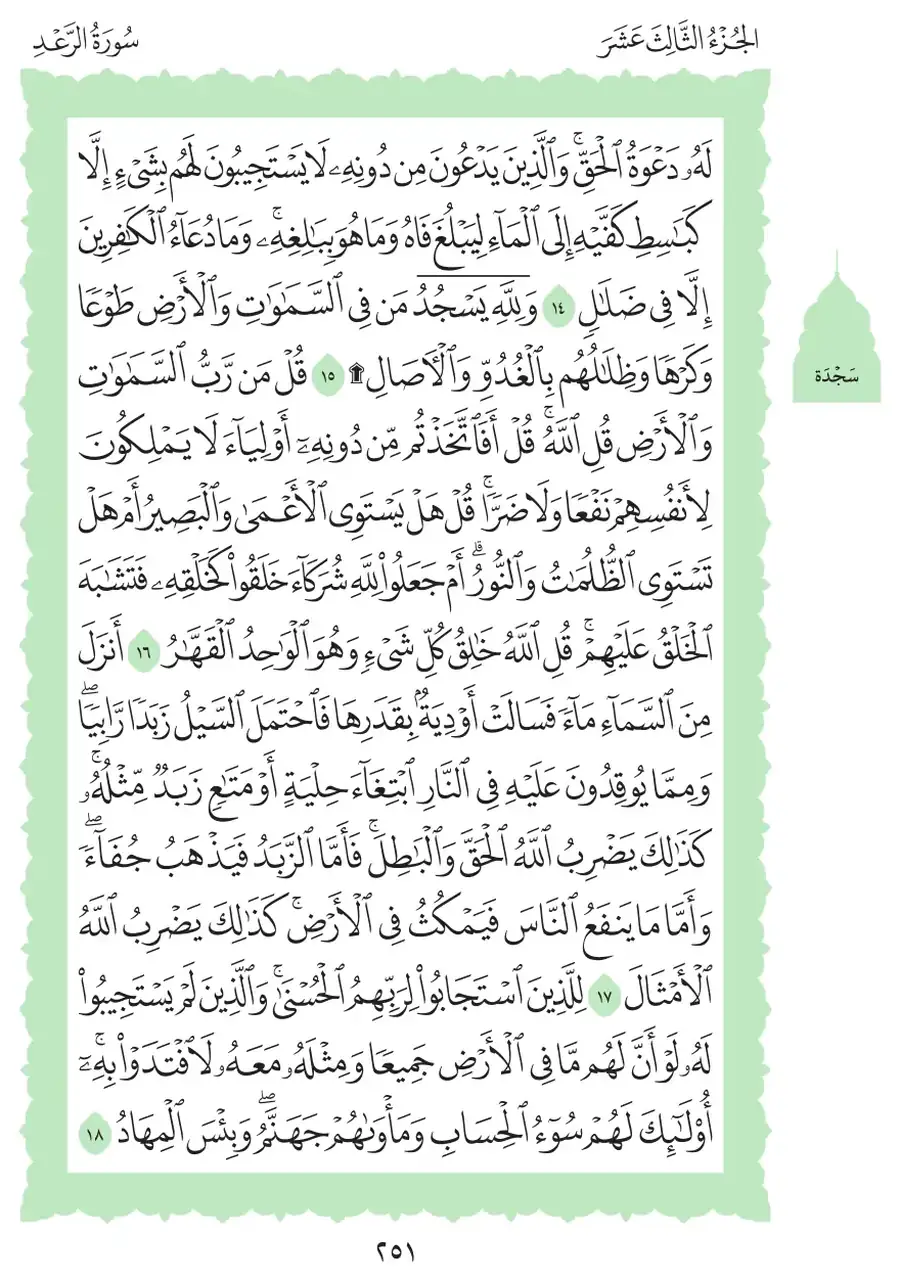 الجُزْءُ الثَّالِثَ عَشَرَ
سُورَةُ الرَّعْدِ
لَهُۥ دَعْوَةُ ٱلْحَقِّۚ وَٱلَّذِينَ يَدْعُونَ مِن دُونِهِۦ لَا يَسْتَجِيبُونَ لَهُم بِشَىْءٍ إِلَّا
كَبَـٰسِطِ كَفَّيْهِ إِلَى ٱلْمَآءِ لِيَبْلُغَ فَاهُ وَمَا هُوَ بِبَـٰلِغِهِۦۚ وَمَا دُعَآءُ ٱلْكَـٰفِرِينَ
إِلَّا فِى ضَلَـٰلٍ ١٤ وَلِلَّهِ يَسْجُدُ مَن فِى ٱلسَّمَـٰوَٰتِ وَٱلْأَرْضِ طَوْعًا
وَكَرْهًا وَظِلَـٰلُهُم بِٱلْغُدُوِّ وَٱلْـَٔاصَالِ۩ ١٥ قُلْ مَن رَّبُّ ٱلسَّمَـٰوَٰتِ
وَٱلْأَرْضِ قُلِ ٱللَّهُۚ قُلْ أَفَٱتَّخَذْتُم مِّن دُونِهِۦٓ أَوْلِيَآءَ لَا يَمْلِكُونَ
لِأَنفُسِهِمْ نَفْعًا وَلَا ضَرًّاۚ قُلْ هَلْ يَسْتَوِى ٱلْأَعْمَىٰ وَٱلْبَصِيرُ أَمْ هَلْ
تَسْتَوِى ٱلظُّلُمَـٰتُ وَٱلنُّورُۗ أَمْ جَعَلُوا۟ لِلَّهِ شُرَكَآءَ خَلَقُوا۟ كَخَلْقِهِۦ فَتَشَـٰبَهَ
ٱلْخَلْقُ عَلَيْهِمْۚ قُلِ ٱللَّهُ خَـٰلِقُ كُلِّ شَىْءٍ وَهُوَ ٱلْوَٰحِدُ ٱلْقَهَّـٰرُ ١٦ أَنزَلَ
مِنَ ٱلسَّمَآءِ مَآءً فَسَالَتْ أَوْدِيَةٌۢ بِقَدَرِهَا فَٱحْتَمَلَ ٱلسَّيْلُ زَبَدًا رَّابِيًاۖ
وَمِمَّا يُوقِدُونَ عَلَيْهِ فِى ٱلنَّارِ ٱبْتِغَآءَ حِلْيَةٍ أَوْ مَتَـٰعٍ زَبَدٌ مِّثْلُهُۥۚ
كَذَٰلِكَ يَضْرِبُ ٱللَّهُ ٱلْحَقَّ وَٱلْبَـٰطِلَۚ فَأَمَّا ٱلزَّبَدُ فَيَذْهَبُ جُفَآءًۖ
وَأَمَّا مَا يَنفَعُ ٱلنَّاسَ فَيَمْكُثُ فِى ٱلْأَرْضِۚ كَذَٰلِكَ يَضْرِبُ ٱللَّهُ
ٱلْأَمْثَالَ ١٧ لِلَّذِينَ ٱسْتَجَابُوا۟ لِرَبِّهِمُ ٱلْحُسْنَىٰۚ وَٱلَّذِينَ لَمْ يَسْتَجِيبُوا۟
لَهُۥ لَوْ أَنَّ لَهُم مَّا فِى ٱلْأَرْضِ جَمِيعًا وَمِثْلَهُۥ مَعَهُۥ لَٱفْتَدَوْا۟ بِهِۦٓۚ
أُو۟لَـٰٓئِكَ لَهُمْ سُوٓءُ ٱلْحِسَابِ وَمَأْوَىٰهُمْ جَهَنَّمُۖ وَبِئْسَ ٱلْمِهَادُ ١٨
سَجْدَة
٢٥١